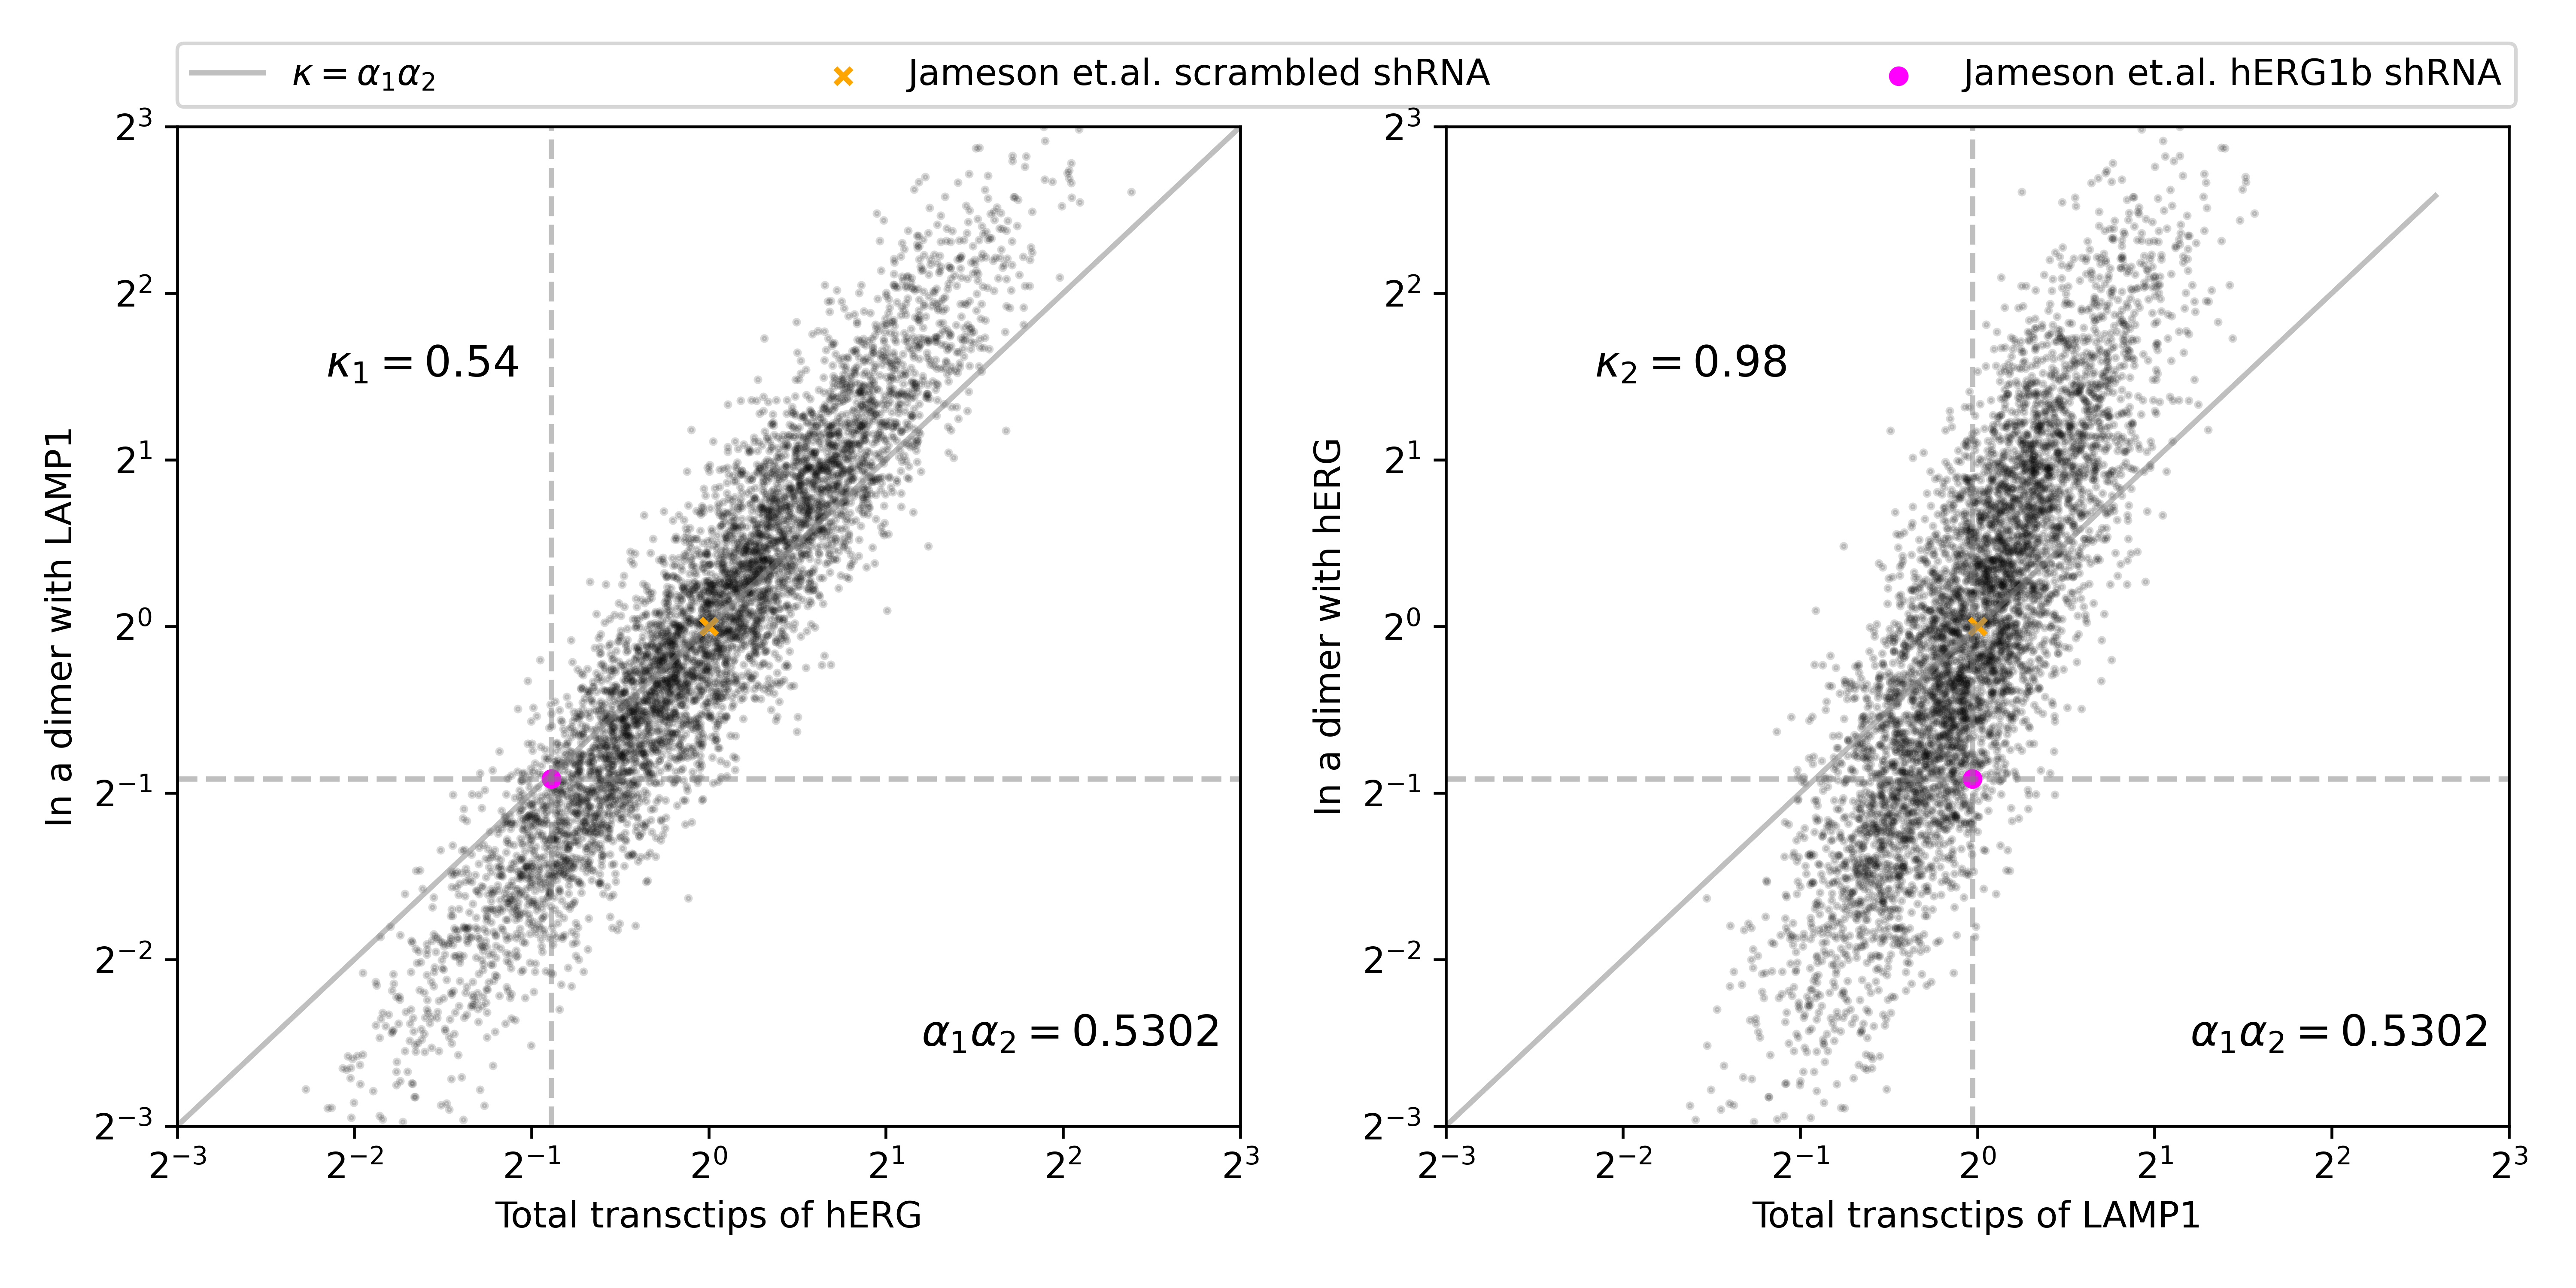 κ = α₁α₂
Jameson et.al. scrambled shRNA
Jameson et.al. hERG1b shRNA
In a dimer with LAMP1
2³
2²
2¹
2⁰
2⁻¹
2⁻²
2⁻³
κ₁ = 0.54
α₁α₂ = 0.5302
2⁻³ 2⁻² 2⁻¹ 2⁰ 2¹ 2² 2³
Total transctips of hERG
In a dimer with hERG
2³
2²
2¹
2⁰
2⁻¹
2⁻²
2⁻³
κ₂ = 0.98
α₁α₂ = 0.5302
2⁻³ 2⁻² 2⁻¹ 2⁰ 2¹ 2² 2³
Total transctips of LAMP1